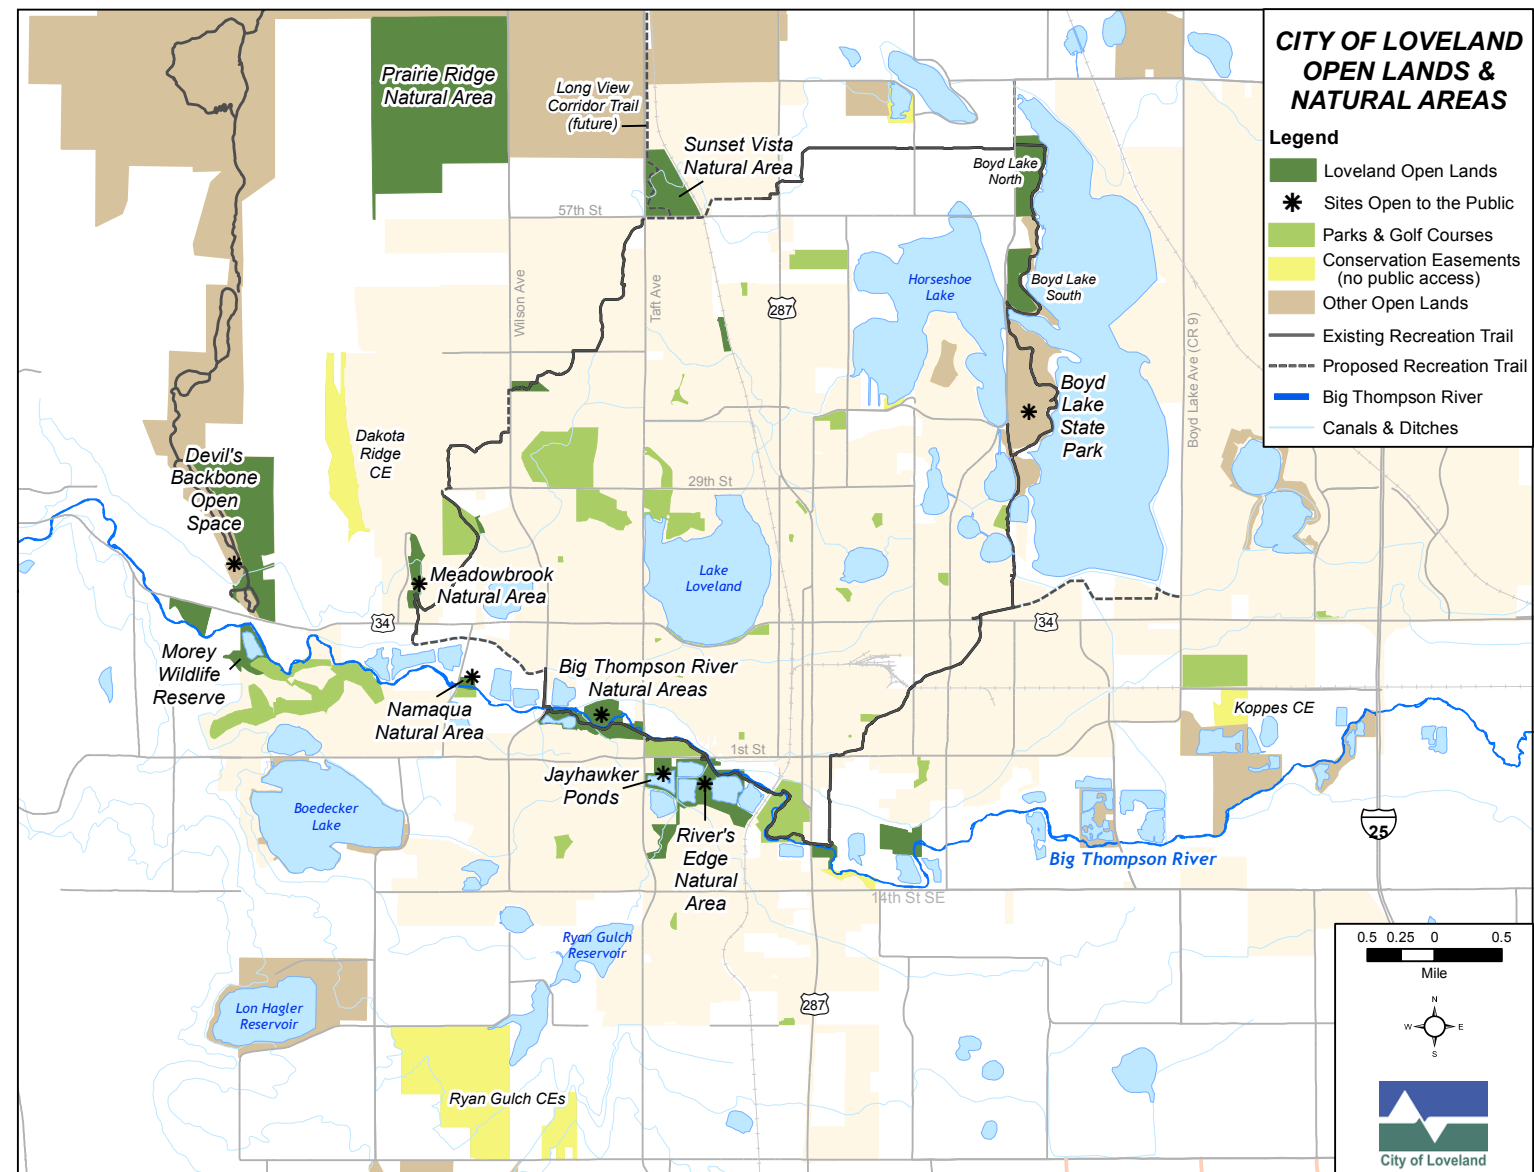 CITY OF LOVELAND
OPEN LANDS &
NATURAL AREAS
Legend
Loveland Open Lands
Sites Open to the Public
Parks & Golf Courses
Conservation Easements
(no public access)
Other Open Lands
Existing Recreation Trail
Proposed Recreation Trail
Big Thompson River
Canals & Ditches
Prairie Ridge
Natural Area
Long View
Corridor Trail
(future)
Sunset Vista
Natural Area
Boyd Lake
North
57th St
Wilson Ave
Taft Ave
287
Horseshoe
Lake
Boyd Lake
South
Boyd Lake Ave (CR 9)
Boyd
Lake
State
Park
Dakota
Ridge
CE
Devil's
Backbone
Open
Space
29th St
Lake
Loveland
Meadowbrook
Natural Area
34
34
Morey
Wildlife
Reserve
Big Thompson River
Natural Areas
Namaqua
Natural Area
Koppes CE
1st St
Jayhawker
Ponds
Boedecker
Lake
River's
Edge
Natural
Area
25
Big Thompson River
14th St SE
Ryan Gulch
Reservoir
Lon Hagler
Reservoir
287
Ryan Gulch CEs
0.5 0.25 0 0.5
Mile
N
W E
S
City of Loveland